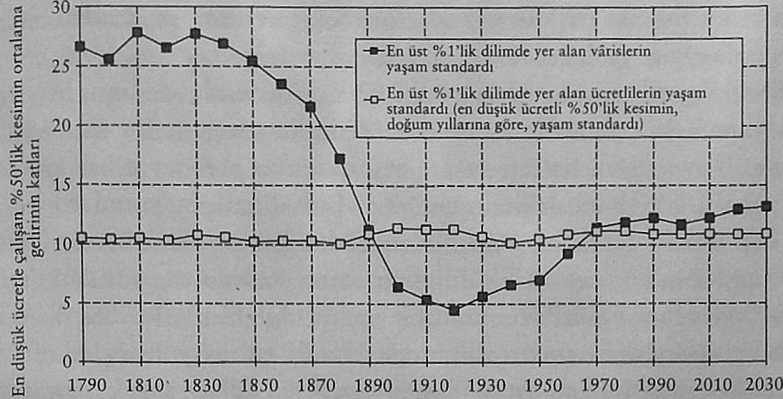 30
25
20
15
10
5
0
En düşük ücretle çalışan %50'lik kesimin ortalama
gelirinin katları
En üst %1'lik dilimde yer alan vârislerin
yaşam standardı
En üst %1'lik dilimde yer alan ücretlilerin yaşam
standardı (en düşük ücretli %50'lik kesimin,
doğum yıllarına göre, yaşam standardı)
1790 1810 1830 1850 1870 1890 1910 1930 1950 1970 1990 2010 2030